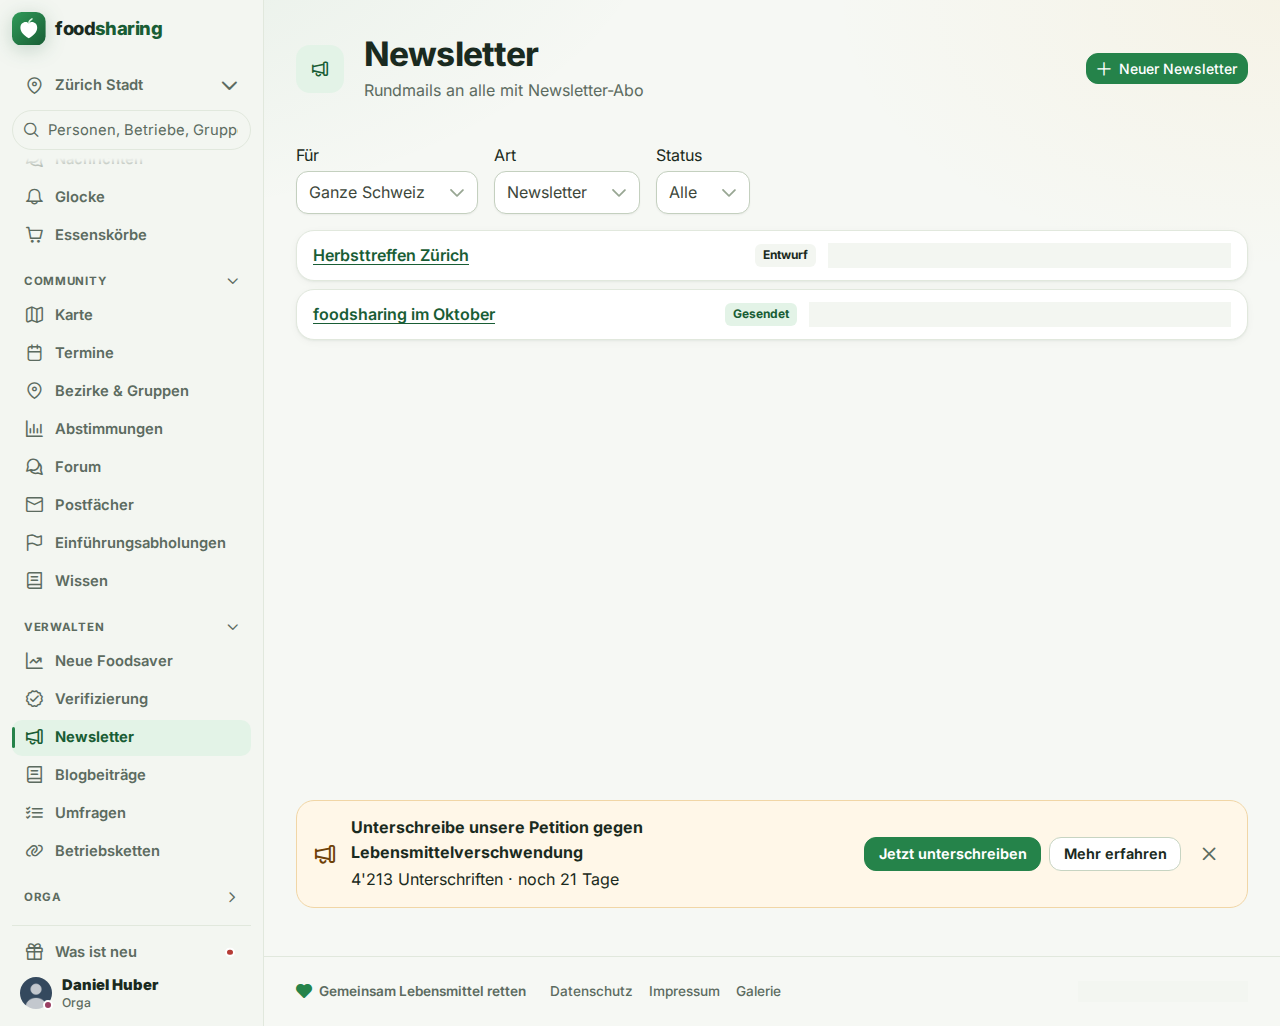 foodsharing
Zürich Stadt
Personen, Betriebe, Grupp
Nachrichten
Glocke
Essenskörbe
COMMUNITY
Karte
Termine
Bezirke & Gruppen
Abstimmungen
Forum
Postfächer
Einführungsabholungen
Wissen
VERWALTEN
Neue Foodsaver
Verifizierung
Newsletter
Blogbeiträge
Umfragen
Betriebsketten
ORGA
Was ist neu
Daniel Huber
Orga
Newsletter
Rundmails an alle mit Newsletter-Abo
Neuer Newsletter
Für
Art
Status
Ganze Schweiz
Newsletter
Alle
Herbsttreffen Zürich
Entwurf
foodsharing im Oktober
Gesendet
Unterschreibe unsere Petition gegen
Lebensmittelverschwendung
4'213 Unterschriften · noch 21 Tage
Jetzt unterschreiben
Mehr erfahren
Gemeinsam Lebensmittel retten
Datenschutz
Impressum
Galerie